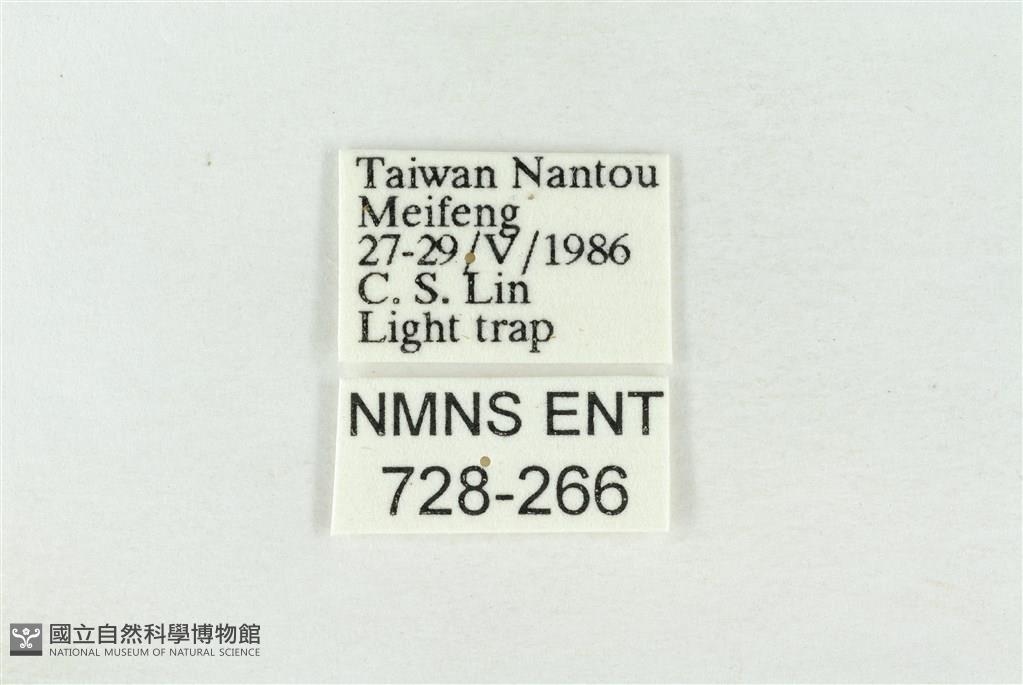 Taiwan Nantou
Meifeng
27-29/V/1986
C. S. Lin
Light trap
NMNS ENT
728-266
國立自然科學博物館
NATIONAL MUSEUM OF NATURAL SCIENCE